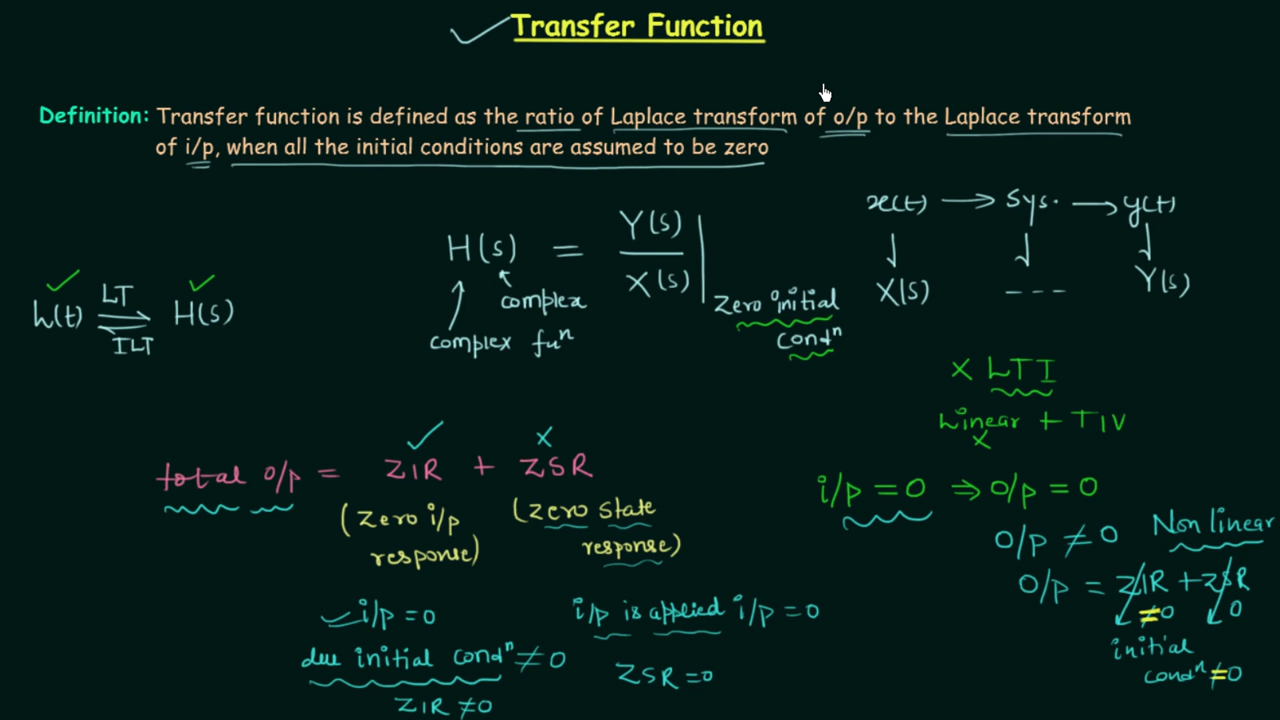 Transfer Function
Definition: Transfer function is defined as the ratio of Laplace transform of o/p to the Laplace transform
of i/p, when all the initial conditions are assumed to be zero
x(t) → Sys. → y(t)
X(s) --- Y(s)
H(s) = Y(s)/X(s) |
Zero initial
condⁿ
complex
complex fuⁿ
h(t) LT ⇌ ILT H(s)
X LTI
Linear + TIV
X
total o/p = ZIR + ZSR
✓ X
(Zero i/p
response)
(zero state
response)
i/p = 0
due initial condⁿ ≠ 0
ZIR ≠ 0
i/p is applied i/p = 0
ZSR = 0
i/p = 0 ⇒ o/p = 0
o/p ≠ 0 Non linear
o/p = ZIR + ZSR
≠0 0
initial
condⁿ ≠0